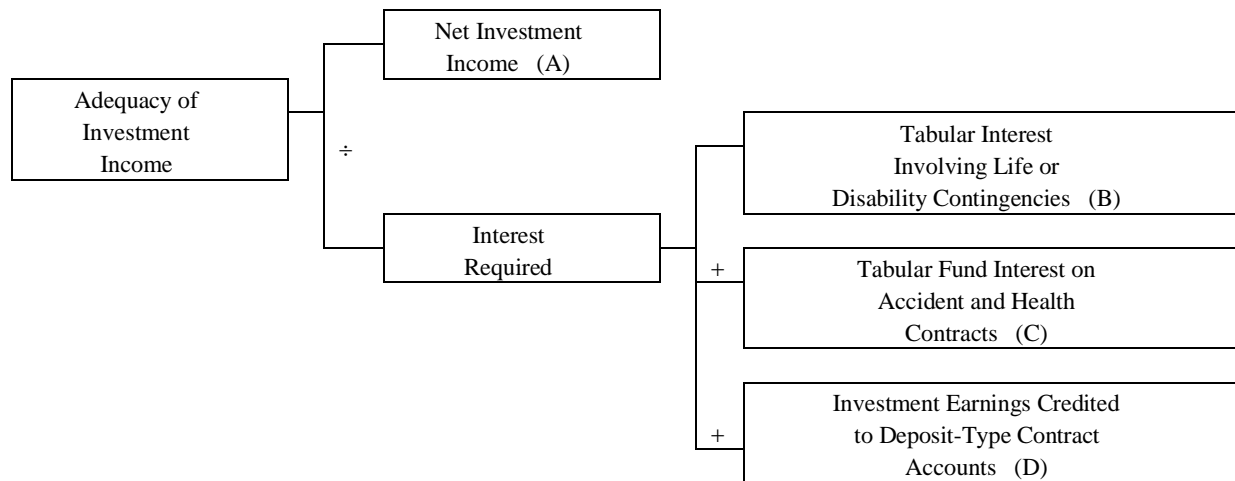 Net Investment
Income (A)
Adequacy of
Investment
Income
÷
Tabular Interest
Involving Life or
Disability Contingencies (B)
Interest
Required
+
Tabular Fund Interest on
Accident and Health
Contracts (C)
+
Investment Earnings Credited
to Deposit-Type Contract
Accounts (D)